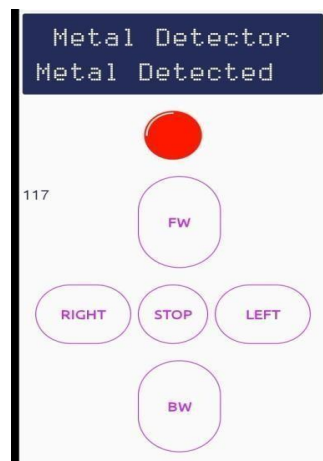 Metal Detector
Metal Detected
117
FW
RIGHT STOP LEFT
BW